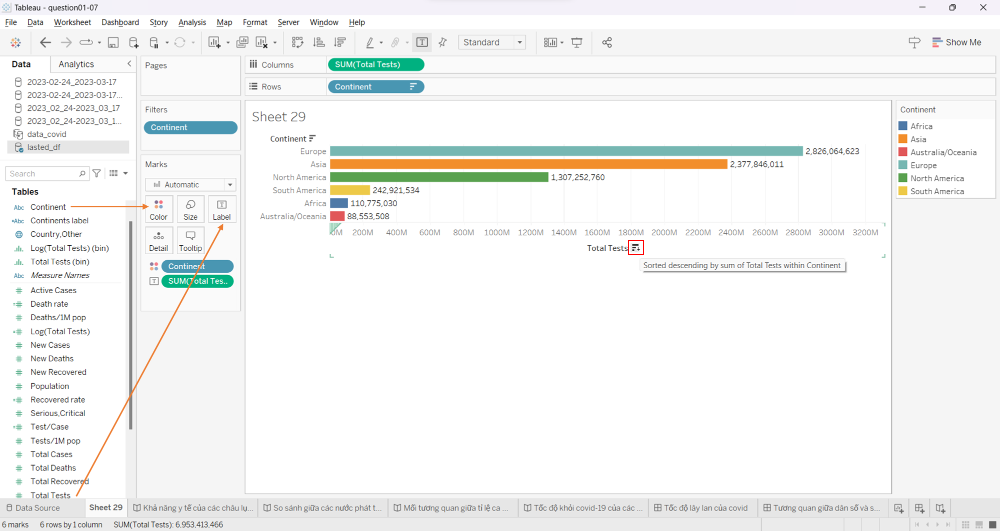 Tableau - question01-07
File Data Worksheet Dashboard Story Analysis Map Format Server Window Help
Standard
Show Me
Data Analytics
2023-02-24_2023-03-17
2023-02-24_2023-03-17...
2023_02_24-2023_03_17
2023_02_24-2023_03_1...
data_covid
lasted_df
Search
Tables
Abc Continent
=Abc Continents label
Country,Other
Log(Total Tests) (bin)
Total Tests (bin)
Abc Measure Names
# Active Cases
=# Death rate
# Deaths/1M pop
=# Log(Total Tests)
# New Cases
# New Deaths
# New Recovered
# Population
=# Recovered rate
# Serious,Critical
=# Test/Case
# Tests/1M pop
# Total Cases
# Total Deaths
# Total Recovered
# Total Tests
Pages
Filters
Continent
Marks
Automatic
Color Size Label
Detail Tooltip
Continent
SUM(Total Tes..
Columns SUM(Total Tests)
Rows Continent
Sheet 29
Continent
Europe 2,826,064,623
Asia 2,377,846,011
North America 1,307,252,760
South America 242,921,534
Africa 110,775,030
Australia/Oceania 88,553,508
0M 200M 400M 600M 800M 1000M 1200M 1400M 1600M 1800M 2000M 2200M 2400M 2600M 2800M 3000M 3200M
Total Tests
Sorted descending by sum of Total Tests within Continent
Continent
Africa
Asia
Australia/Oceania
Europe
North America
South America
Data Source Sheet 29 Khả năng y tế của các châu lụ... So sánh giữa các nước phát t... Mối tương quan giữa tỉ lệ ca ... Tốc độ khỏi covid-19 của các ... Tốc độ lây lan của covid Tương quan giữa dân số và s...
6 marks 6 rows by 1 column SUM(Total Tests): 6,953,413,466